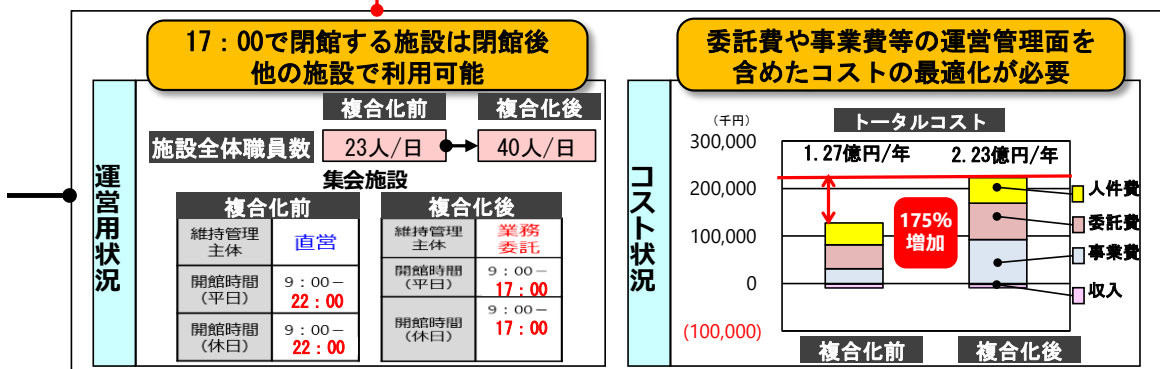 17：00で閉館する施設は閉館後
他の施設で利用可能
運営用状況
複合化前
複合化後
施設全体職員数
23人/日
40人/日
集会施設
複合化前
維持管理
主体
直営
開館時間
(平日)
9：00－
22：00
開館時間
(休日)
9：00－
22：00
複合化後
維持管理
主体
業務
委託
開館時間
(平日)
9：00－
17：00
開館時間
(休日)
9：00－
17：00
委託費や事業費等の運営管理面を
含めたコストの最適化が必要
コスト状況
（千円）
トータルコスト
300,000
200,000
100,000
0
(100,000)
1.27億円/年
2.23億円/年
175%
増加
人件費
委託費
事業費
収入
複合化前
複合化後